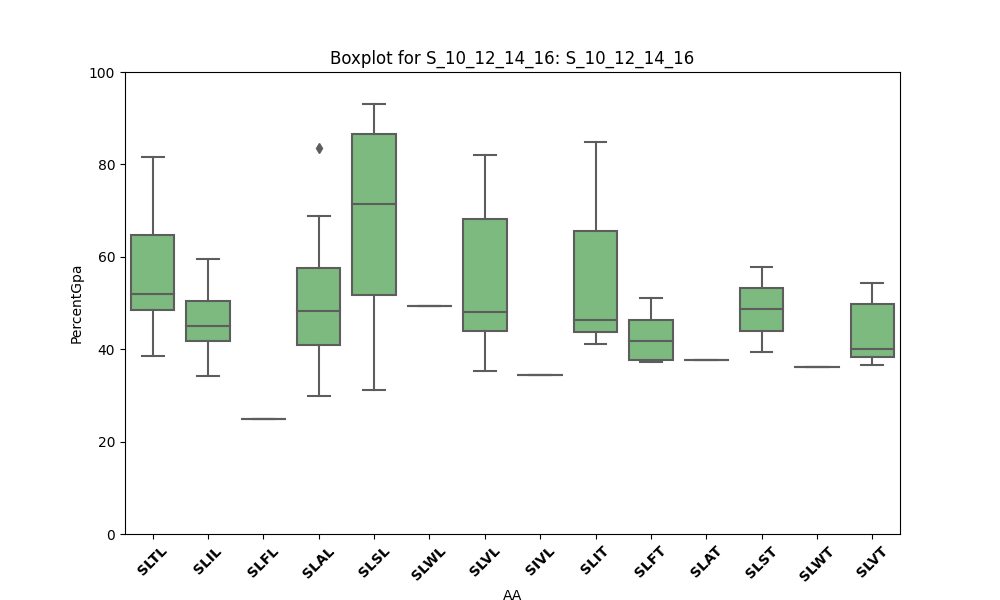 Boxplot for S_10_12_14_16: S_10_12_14_16
PercentGpa
100
80
60
40
20
0
SLTL SLIL SLFL SLAL SLSL SLWL SLVL SIVL SLIT SLFT SLAT SLST SLWT SLVT
AA